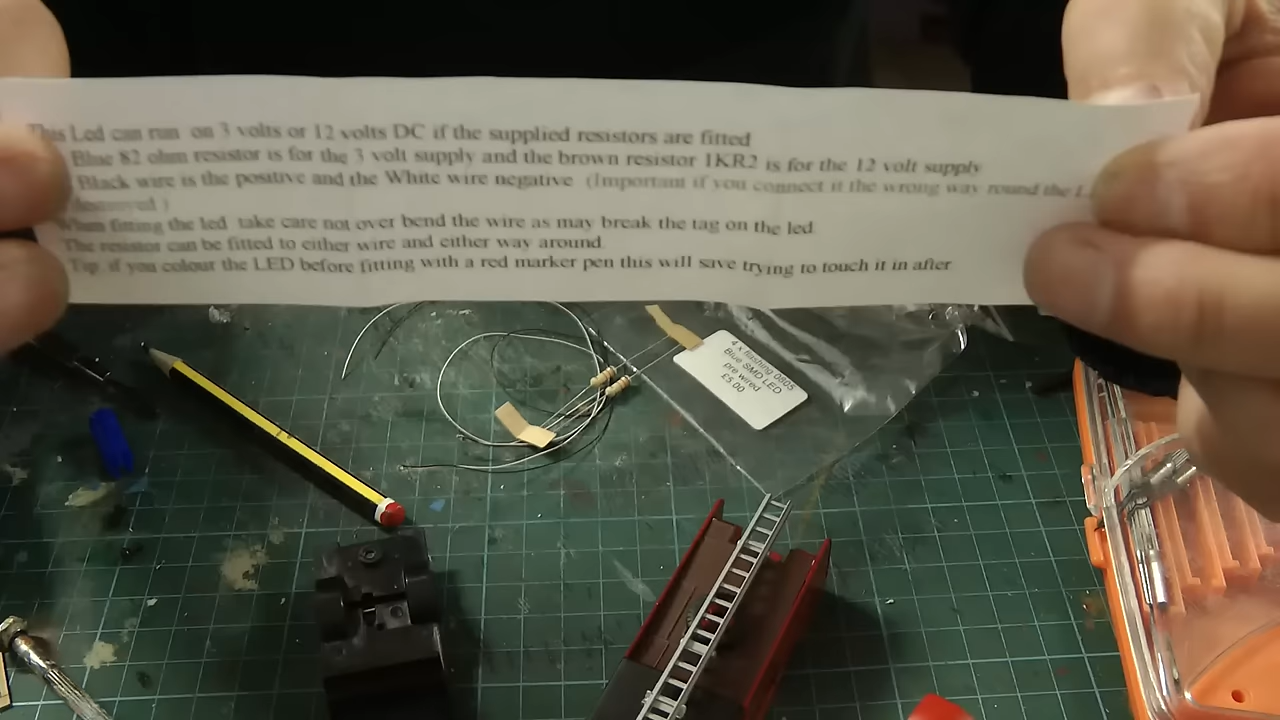 This Led can run on 3 volts or 12 volts DC if the supplied resistors are fitted
Blue 82 ohm resistor is for the 3 volt supply and the brown resistor 1KR2 is for the 12 volt supply
Black wire is the positive and the White wire negative (Important if you connect it the wrong way round the
When fitting the led take care not over bend the wire as may break the tag on the led
The resistor can be fitted to either wire and either way around
Tip if you colour the LED before fitting with a red marker pen this will save trying to touch it in after
4 x flashing 0805
Blue SMD LED
pre wired
£5.00